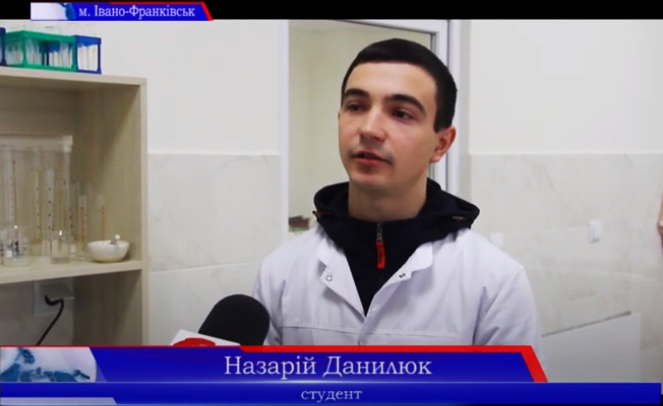 м. Івано-Франківськ
Назарій Данилюк
студент